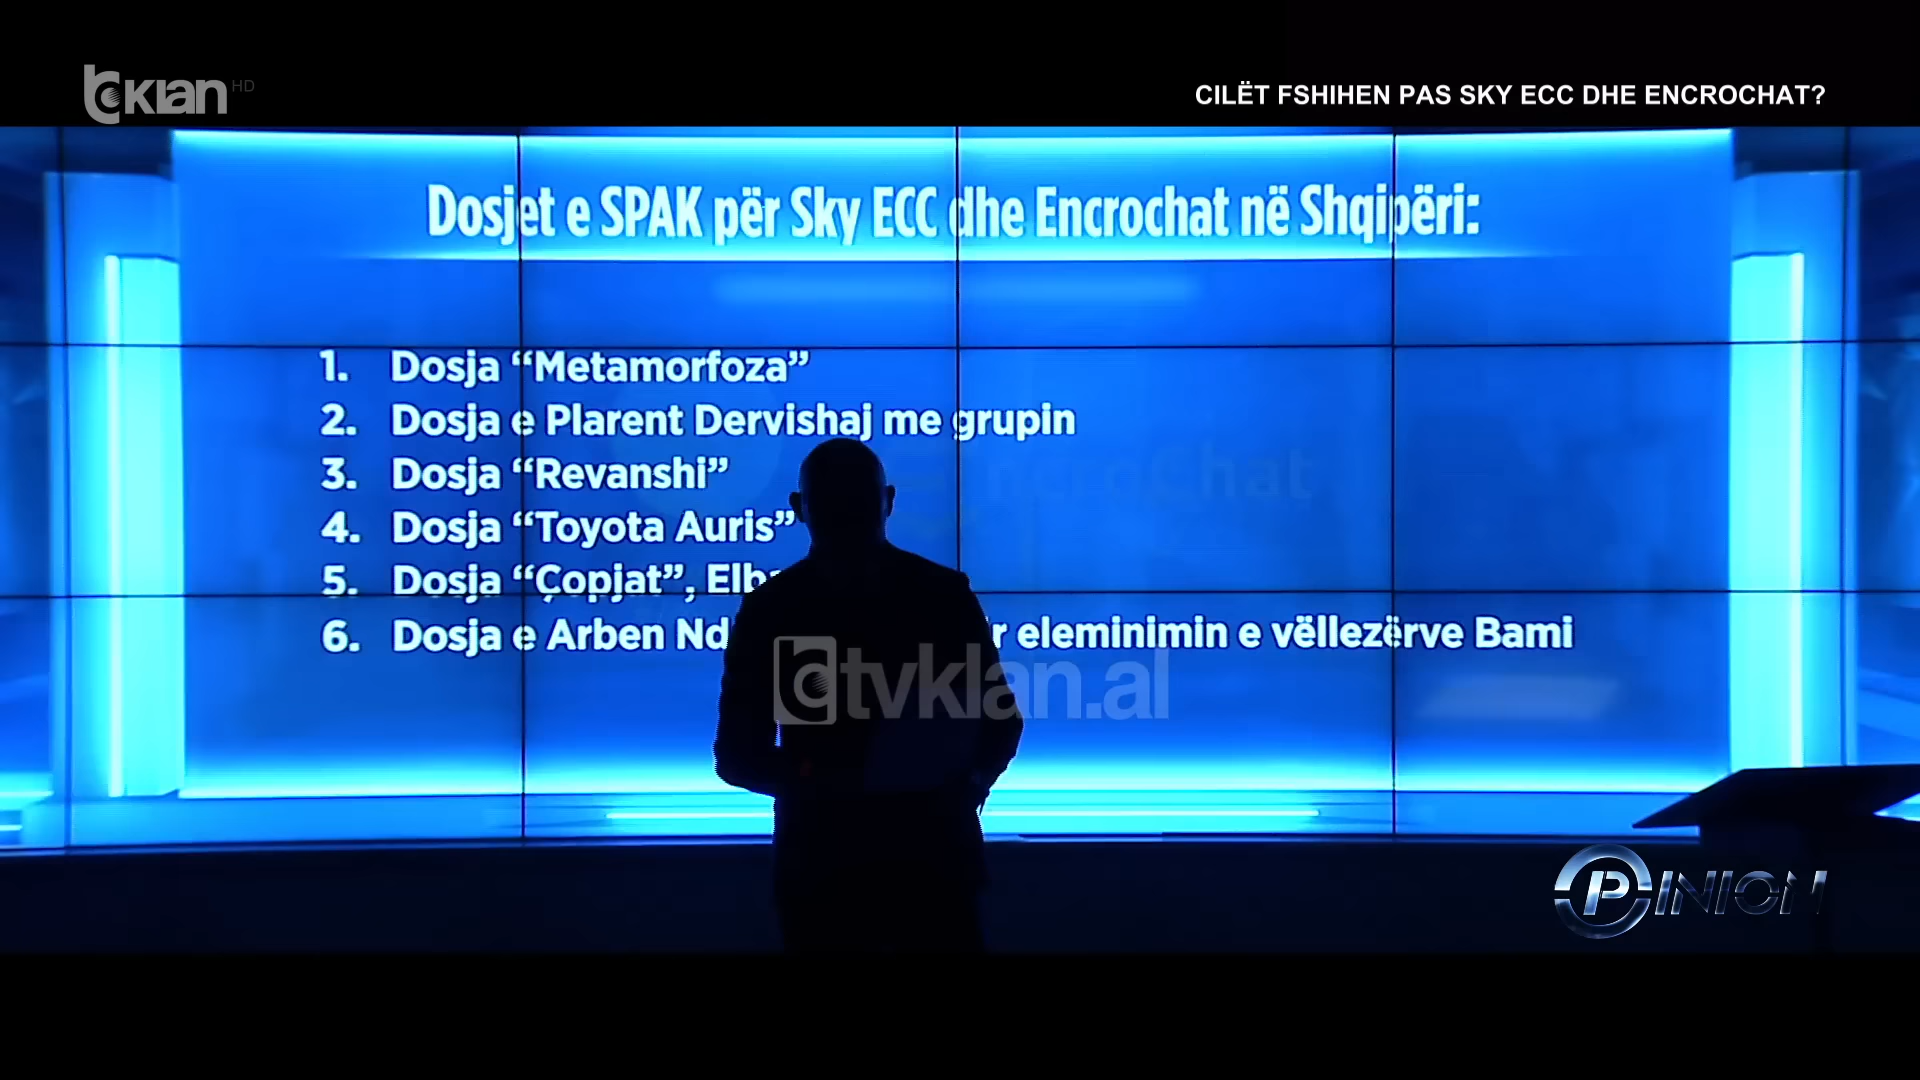 tvklan HD
CILËT FSHIHEN PAS SKY ECC DHE ENCROCHAT?
Dosjet e SPAK për Sky ECC dhe Encrochat në Shqipëri:
1. Dosja “Metamorfoza”
2. Dosja e Plarent Dervishaj me grupin
3. Dosja “Revanshi”
4. Dosja “Toyota Auris”
5. Dosja “Çopjat”,
6. Dosja e Arben eleminimin e vëllezërve Bami
EncroChat
tvklan.al
OPINION